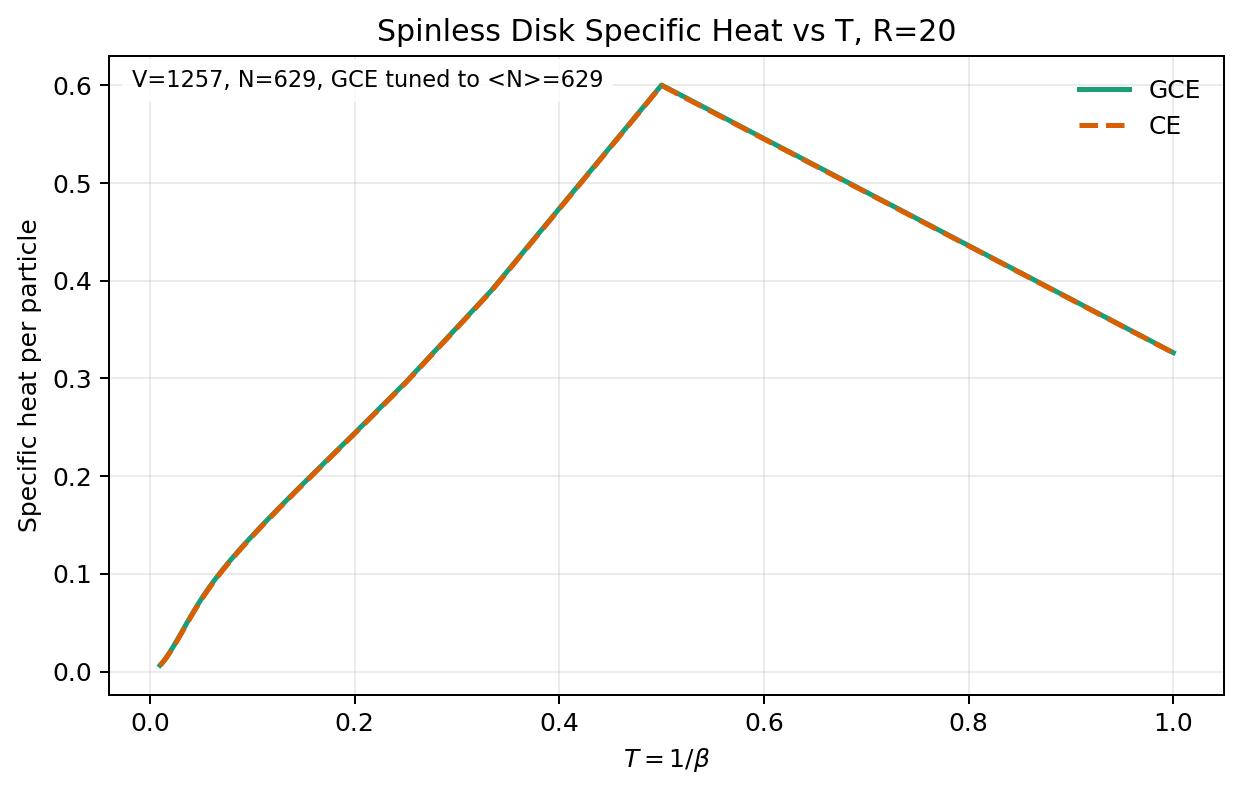 Spinless Disk Specific Heat vs T, R=20
V=1257, N=629, GCE tuned to <N>=629
GCE
CE
Specific heat per particle
0.6
0.5
0.4
0.3
0.2
0.1
0.0
0.0 0.2 0.4 0.6 0.8 1.0
T = 1/β